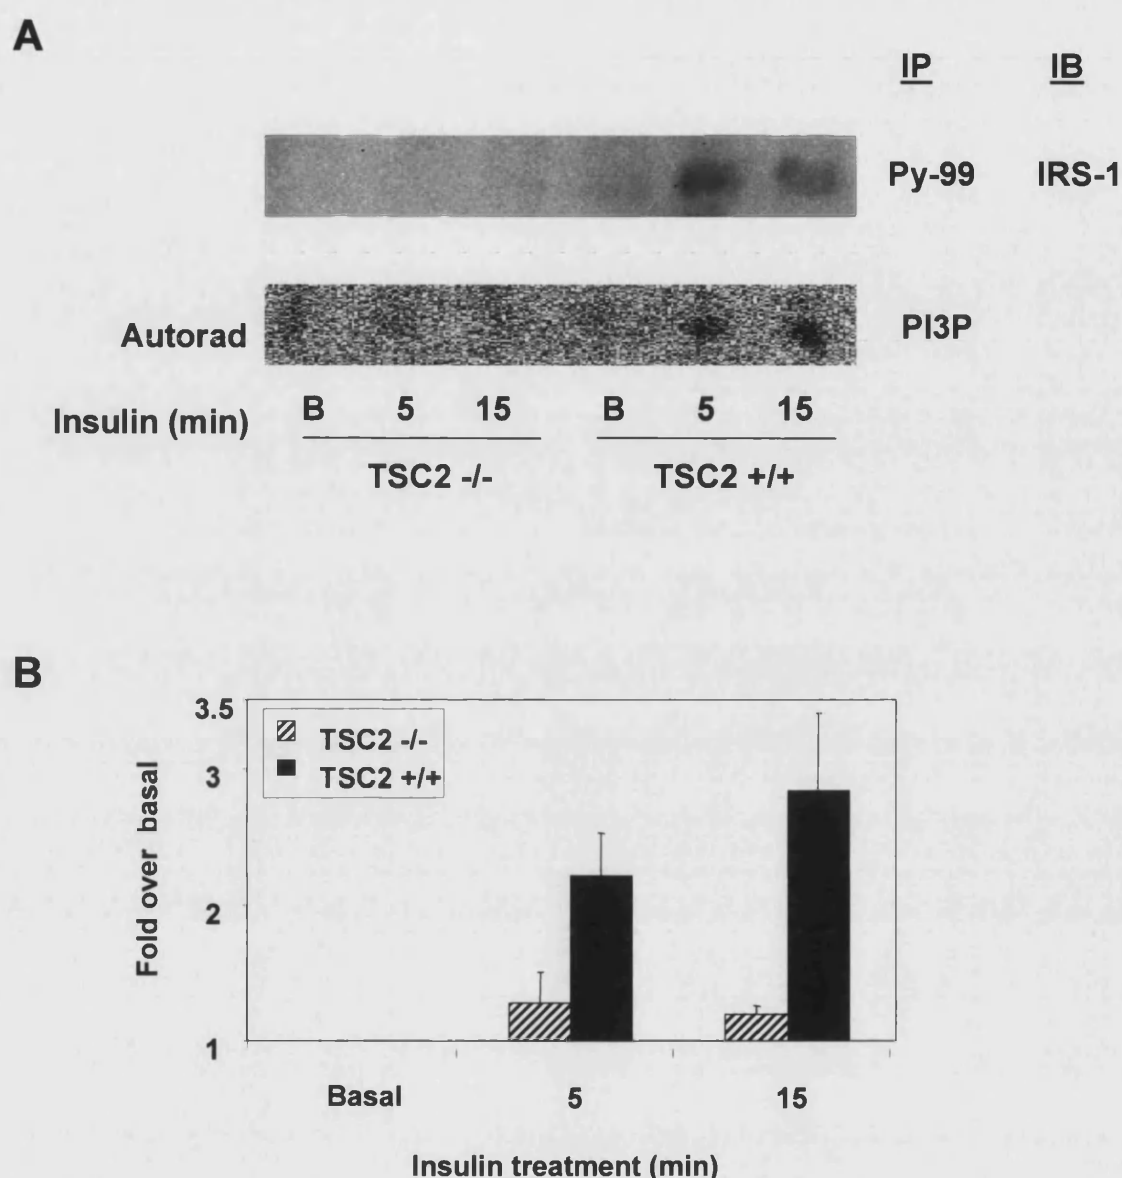 A
IP IB
Py-99 IRS-1
Autorad PI3P
Insulin (min) B 5 15 B 5 15
TSC2 -/- TSC2 +/+
B
3.5
TSC2 -/-
3
TSC2 +/+
Fold over basal
2
1
Basal 5 15
Insulin treatment (min)